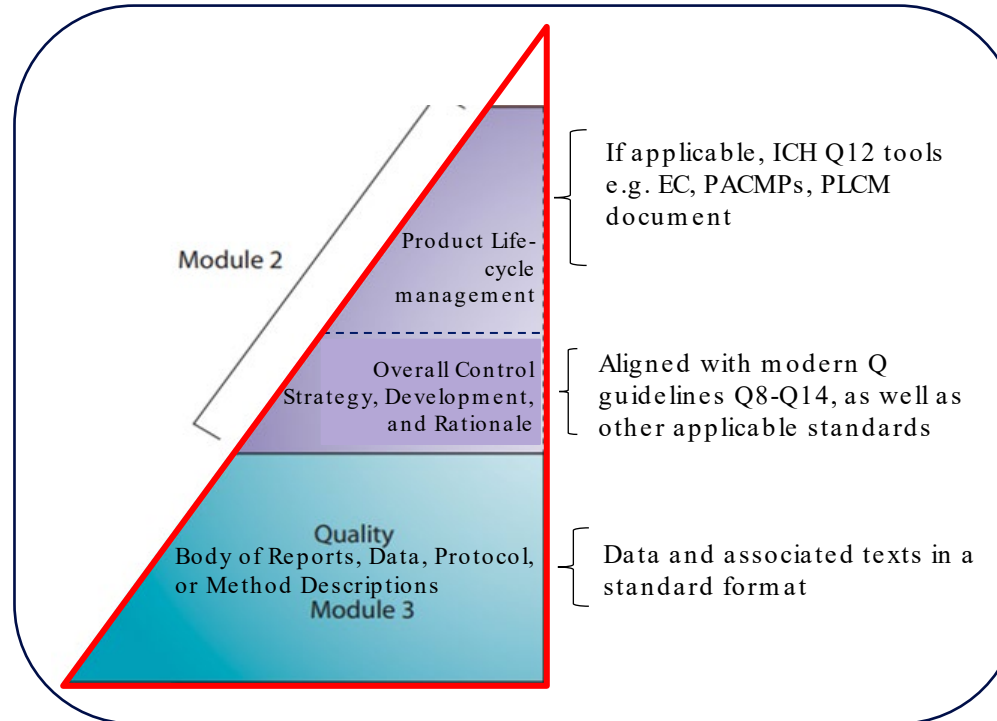 If applicable, ICH Q12 tools
e.g. EC, PACMPs, PLCM
document
Module 2
Product Life-
cycle
management
Overall Control
Strategy, Development,
and Rationale
Aligned with modern Q
guidelines Q8-Q14, as well as
other applicable standards
Quality
Body of Reports, Data, Protocol,
or Method Descriptions
Module 3
Data and associated texts in a
standard format